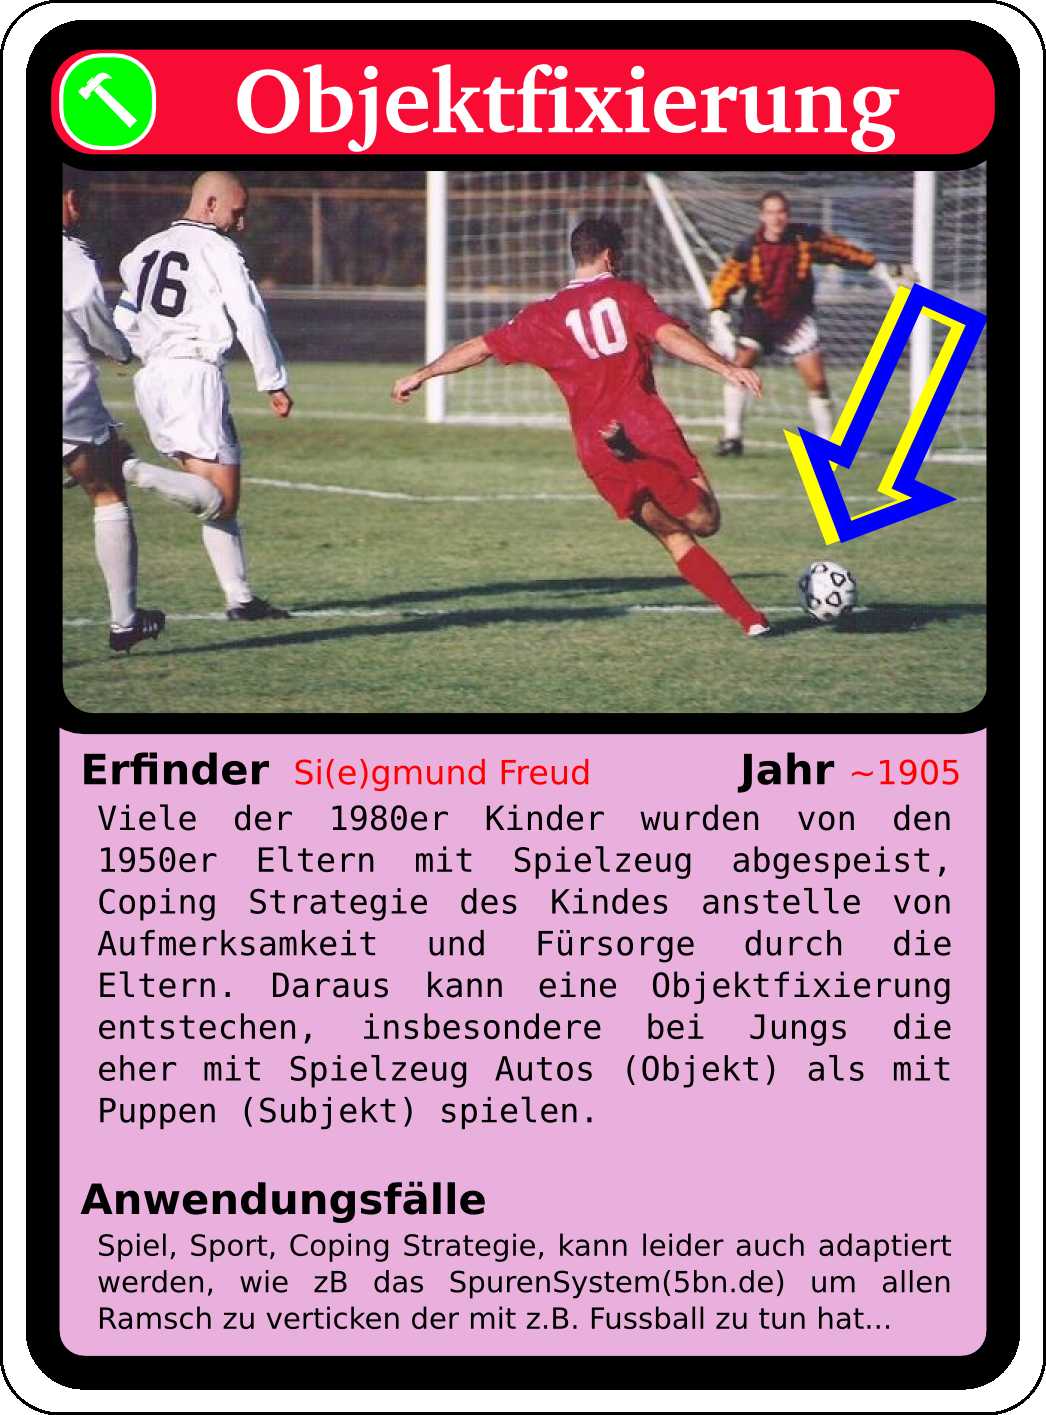 Objektfixierung
16
10
Erfinder Si(e)gmund Freud Jahr ~1905
Viele der 1980er Kinder wurden von den
1950er Eltern mit Spielzeug abgespeist,
Coping Strategie des Kindes anstelle von
Aufmerksamkeit und Fürsorge durch die
Eltern. Daraus kann eine Objektfixierung
entstechen, insbesondere bei Jungs die
eher mit Spielzeug Autos (Objekt) als mit
Puppen (Subjekt) spielen.
Anwendungsfälle
Spiel, Sport, Coping Strategie, kann leider auch adaptiert
werden, wie zB das SpurenSystem(5bn.de) um allen
Ramsch zu verticken der mit z.B. Fussball zu tun hat...